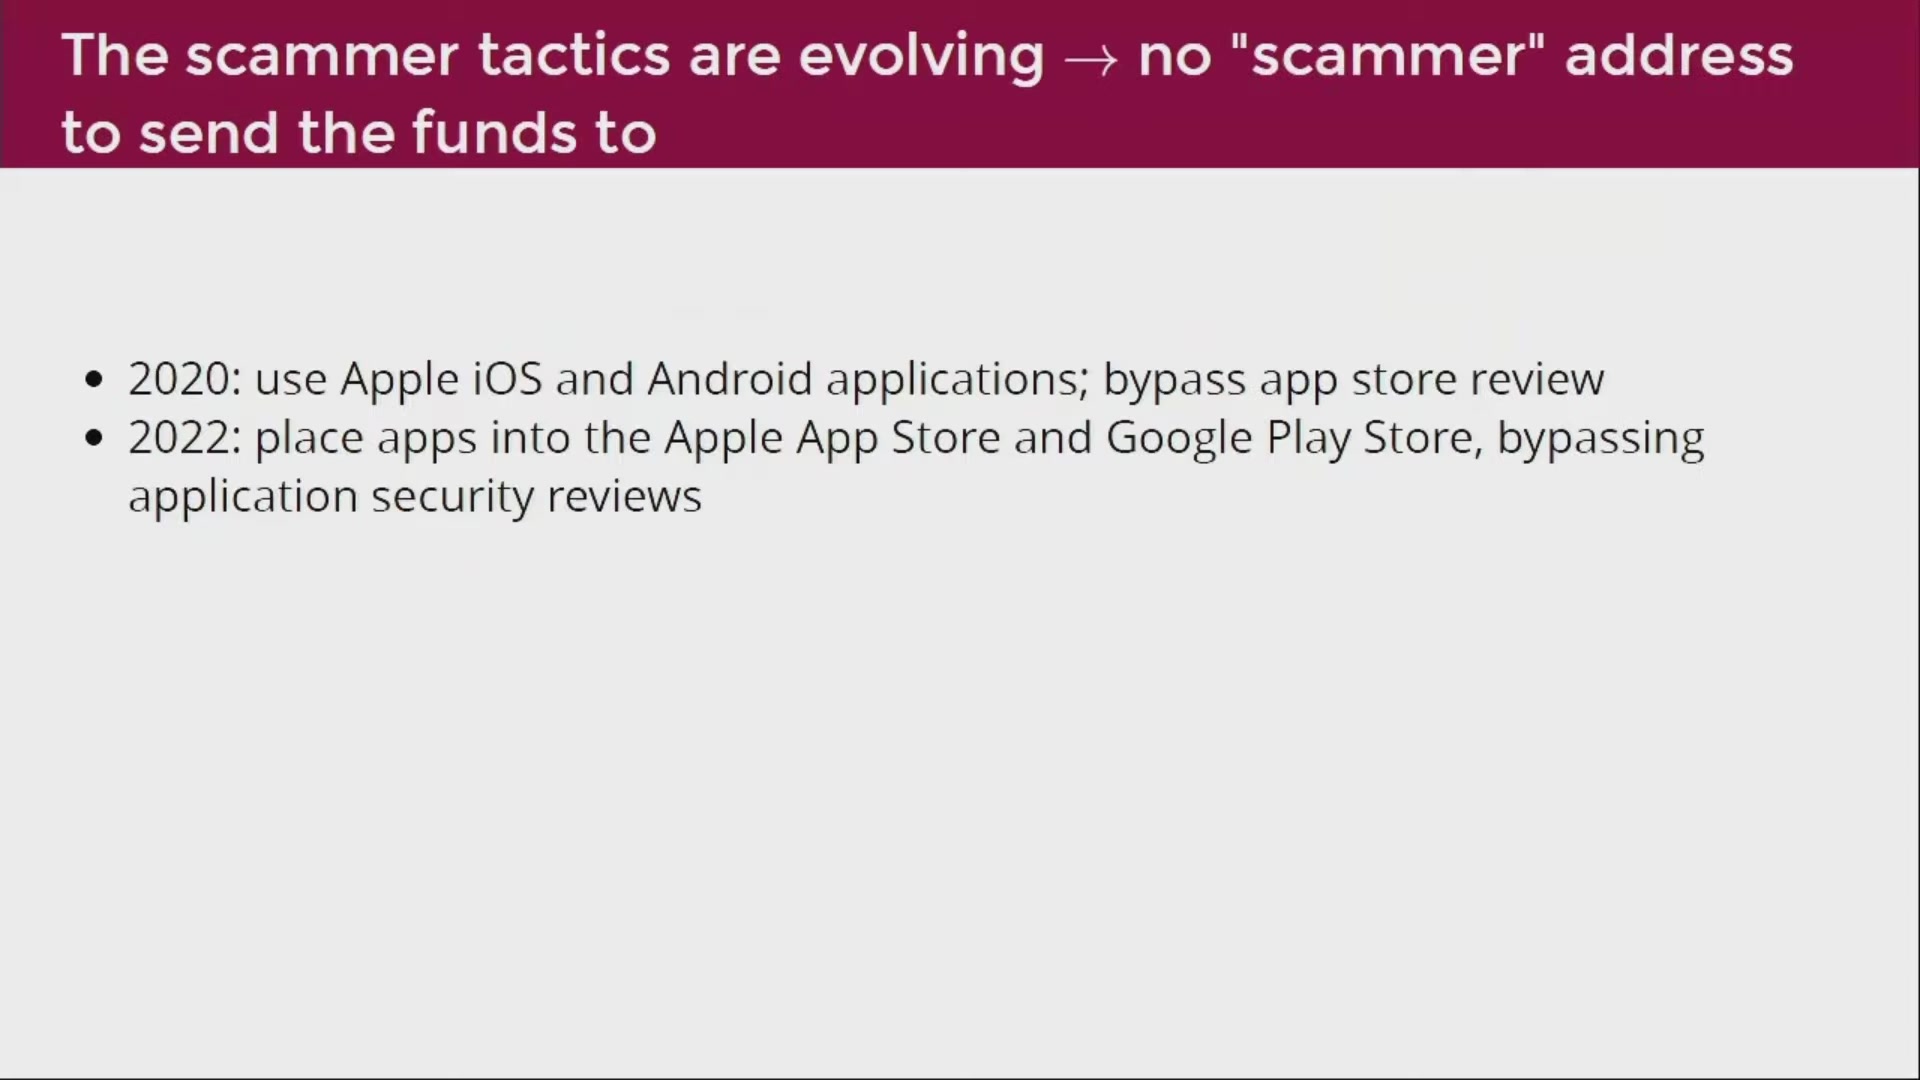 The scammer tactics are evolving → no "scammer" address
to send the funds to
• 2020: use Apple iOS and Android applications; bypass app store review
• 2022: place apps into the Apple App Store and Google Play Store, bypassing
application security reviews